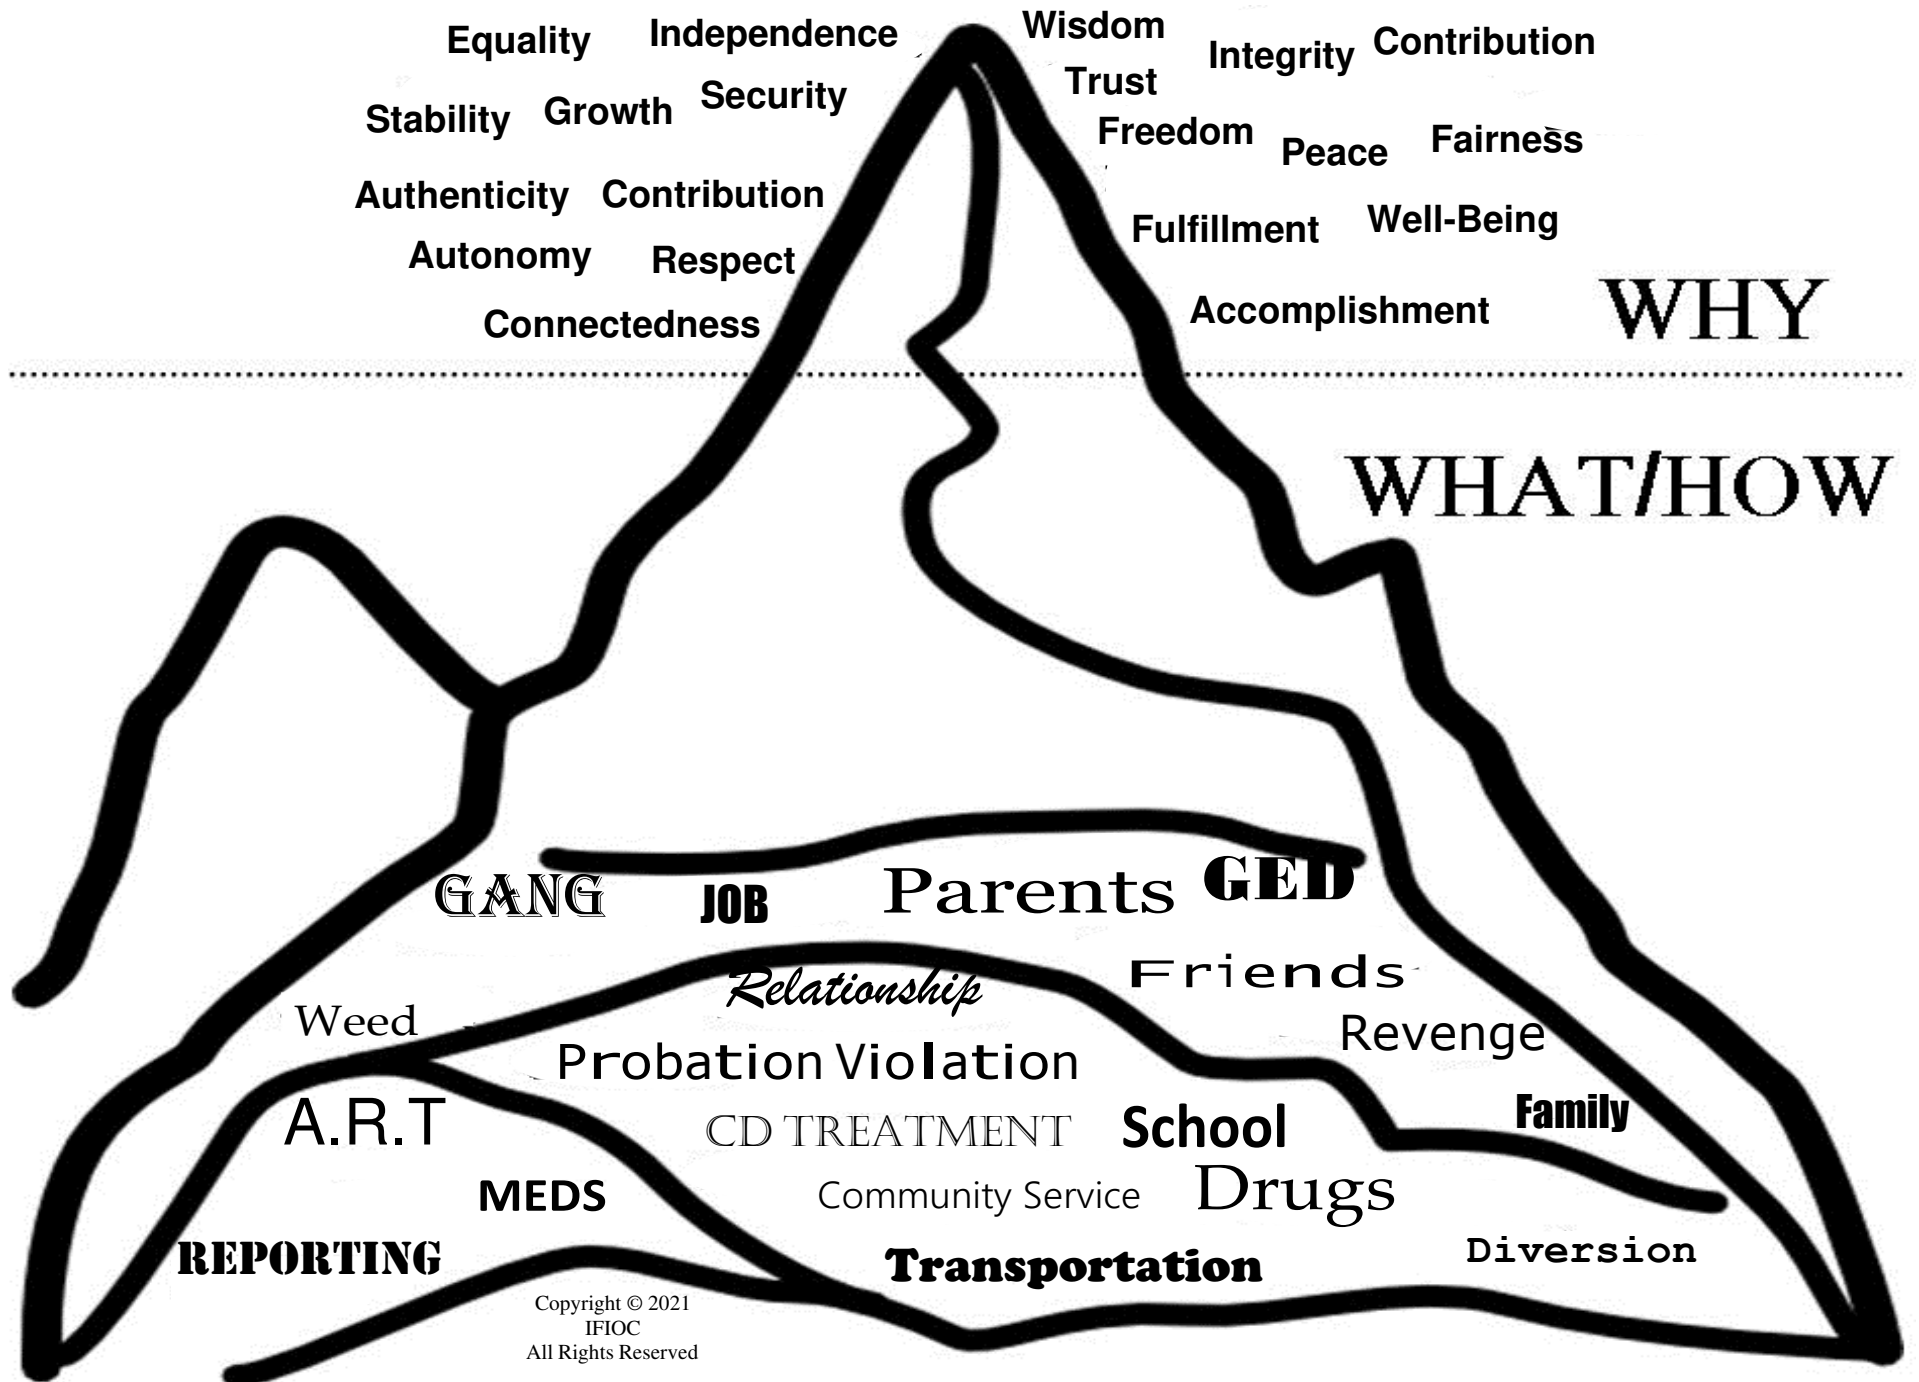 Equality Independence Wisdom Integrity Contribution
Stability Growth Security Trust
Freedom Peace Fairness
Authenticity Contribution
Fulfillment Well-Being
Autonomy Respect
Connectedness Accomplishment WHY
WHAT/HOW
GANG JOB Parents GED
Relationship Friends
Weed Revenge
Probation Violation
A.R.T CD TREATMENT School Family
MEDS Community Service Drugs
REPORTING Transportation Diversion
Copyright © 2021
IFIOC
All Rights Reserved